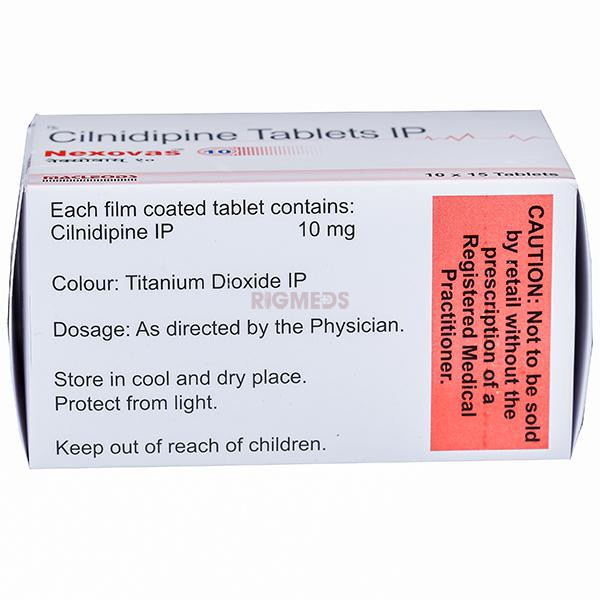 Rx
Cilnidipine Tablets IP
Nexovas 10
नेक्सोवास् १०
MACLEODS
10 x 15 Tablets
Each film coated tablet contains:
Cilnidipine IP 10 mg
Colour: Titanium Dioxide IP
RIGMEDS
Dosage: As directed by the Physician.
Store in cool and dry place.
Protect from light.
Keep out of reach of children.
CAUTION: Not to be sold
by retail without the
prescription of a
Registered Medical
Practitioner.